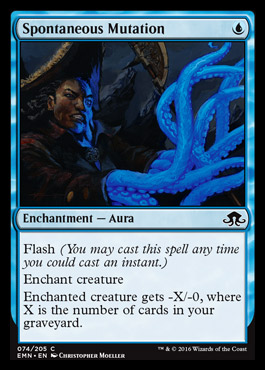 Spontaneous Mutation
Enchantment — Aura
Flash (You may cast this spell any time
you could cast an instant.)
Enchant creature
Enchanted creature gets -X/-0, where
X is the number of cards in your
graveyard.
074/205 C
EMN • EN Christopher Moeller
™ & © 2016 Wizards of the Coast